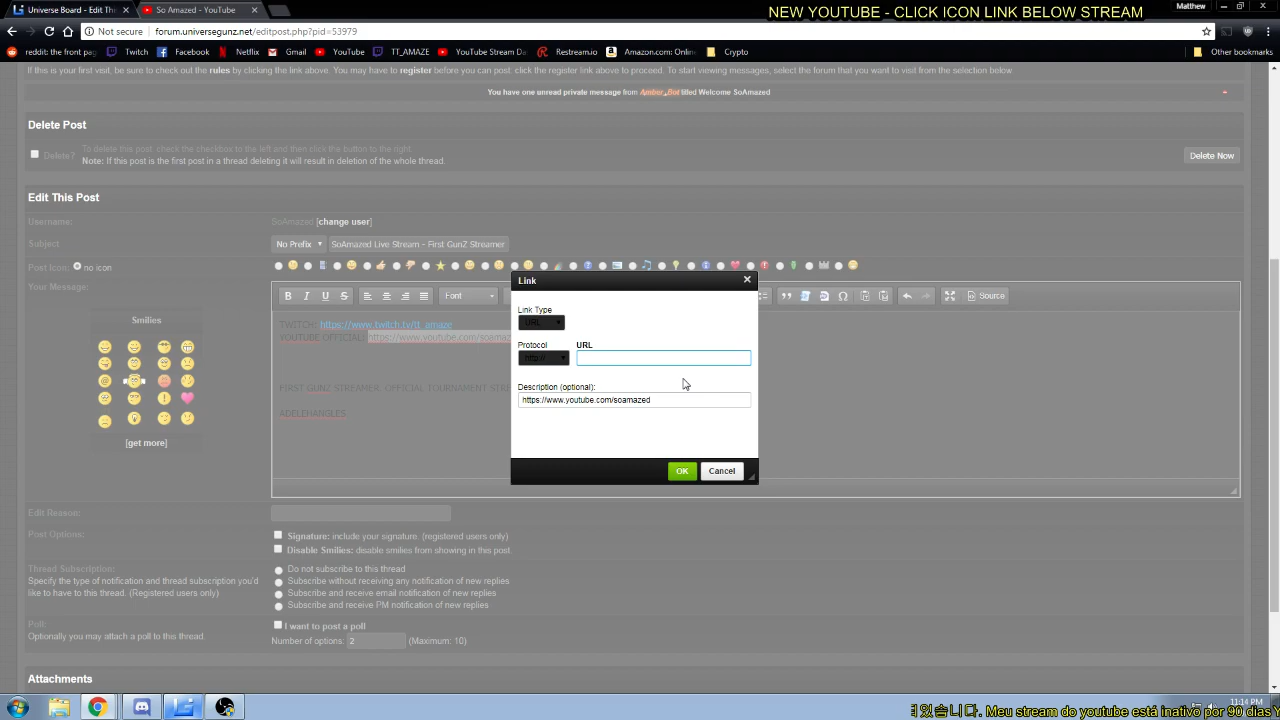 Universe Board - Edit The
So Amazed - YouTube
NEW YOUTUBE - CLICK ICON LINK BELOW STREAM
Matthew
Not secure
forum.universegunz.net/editpost.php?pid=53979
reddit: the front pag
Twitch
Facebook
Netflix
Gmail
YouTube
TT_AMAZE
YouTube Stream Da
Restream.io
Amazon.com: Onlin
Crypto
Other bookmarks
If this is your first visit, be sure to check out the rules by clicking the link above. You may have to register before you can post: click the register link above to proceed. To start viewing messages, select the forum that you want to visit from the selection below
You have one unread private message from Amber_Bot titled Welcome SoAmazed
Delete Post
Delete?
To delete this post, check the checkbox to the left and then click the button to the right.
Note: If this post is the first post in a thread deleting it will result in deletion of the whole thread.
Delete Now
Edit This Post
Username:
SoAmazed [change user]
Subject
No Prefix
SoAmazed Live Stream - First GunZ Streamer
Post Icon:
no icon
Your Message:
B I U S
Font
Source
Smilies
[get more]
TWITCH: https://www.twitch.tv/tt_amaze
YOUTUBE OFFICIAL: https://www.youtube.com/soamaz
FIRST GUNZ STREAMER. OFFICIAL TOURNAMENT STRE
ADELEHANGLES.
Link
Link Type
URL
Protocol
http://
URL
Description (optional):
https://www.youtube.com/soamazed
OK
Cancel
Edit Reason:
Post Options:
Signature: include your signature. (registered users only)
Disable Smilies: disable smilies from showing in this post.
Thread Subscription:
Specify the type of notification and thread subscription you'd
like to have to this thread. (Registered users only)
Do not subscribe to this thread
Subscribe without receiving any notification of new replies
Subscribe and receive email notification of new replies
Subscribe and receive PM notification of new replies
Poll:
Optionally you may attach a poll to this thread.
I want to post a poll
Number of options: 2 (Maximum: 10)
Attachments
11:14 PM
있습니다. Meu stream do youtube está inativo por 90 dias